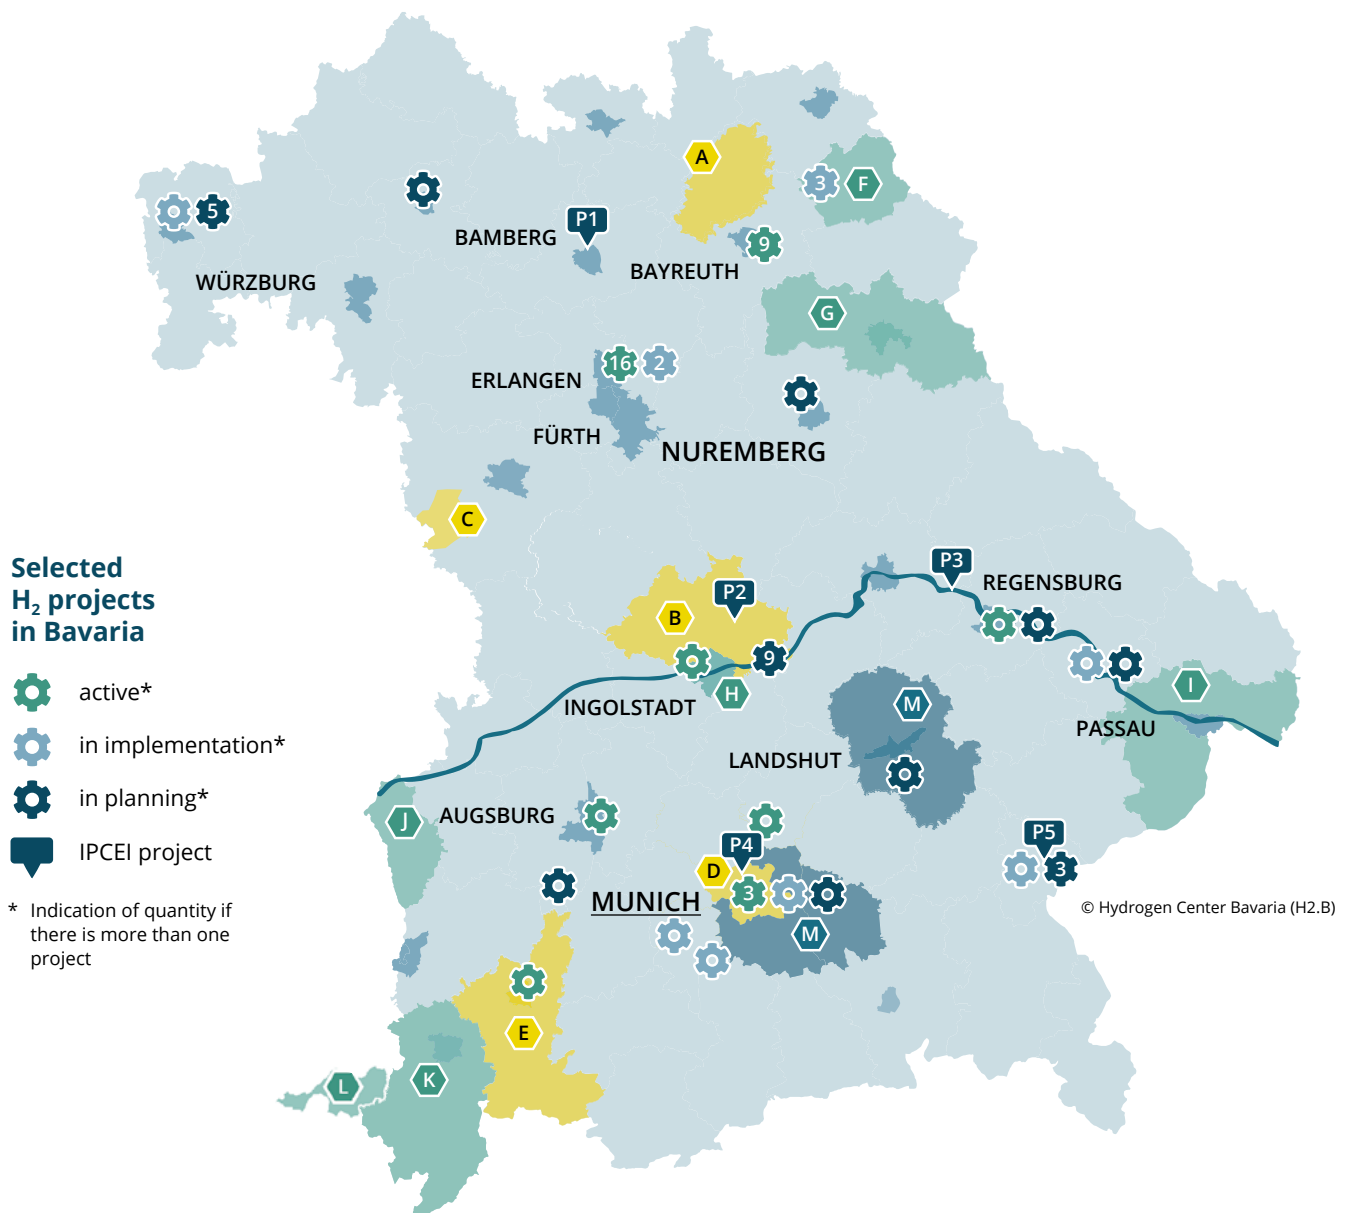 A
3
F
5
P1
BAMBERG
9
BAYREUTH
WÜRZBURG
G
16
2
ERLANGEN
FÜRTH
NUREMBERG
C
Selected
H₂ projects
in Bavaria
active*
in implementation*
in planning*
IPCEI project
* Indication of quantity if
there is more than one
project
P3
REGENSBURG
P2
B
9
H
INGOLSTADT
I
M
PASSAU
LANDSHUT
J
AUGSBURG
P4
P5
D
3
3
MUNICH
© Hydrogen Center Bavaria (H2.B)
M
E
K
L